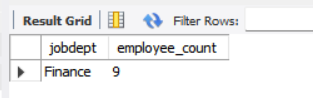 Result Grid Filter Rows:
jobdept employee_count
Finance 9